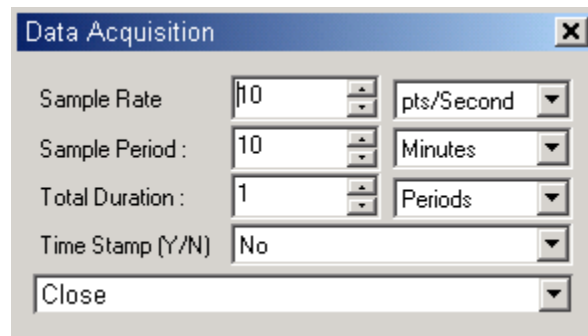 Data Acquisition
Sample Rate 10 pts/Second
Sample Period : 10 Minutes
Total Duration : 1 Periods
Time Stamp (Y/N) No
Close